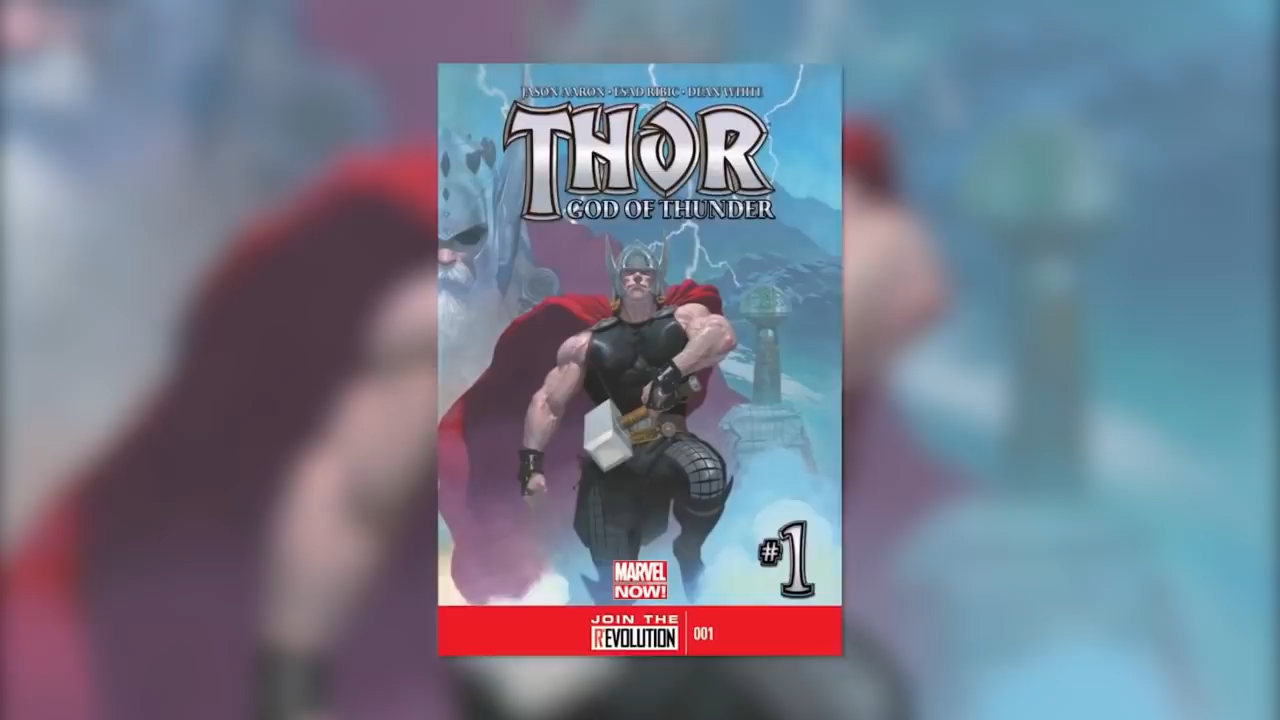 JASON AARON • ESAD RIBIC • DEAN WHITE
THOR
GOD OF THUNDER
#1
MARVEL
NOW!
JOIN THE
REVOLUTION
001